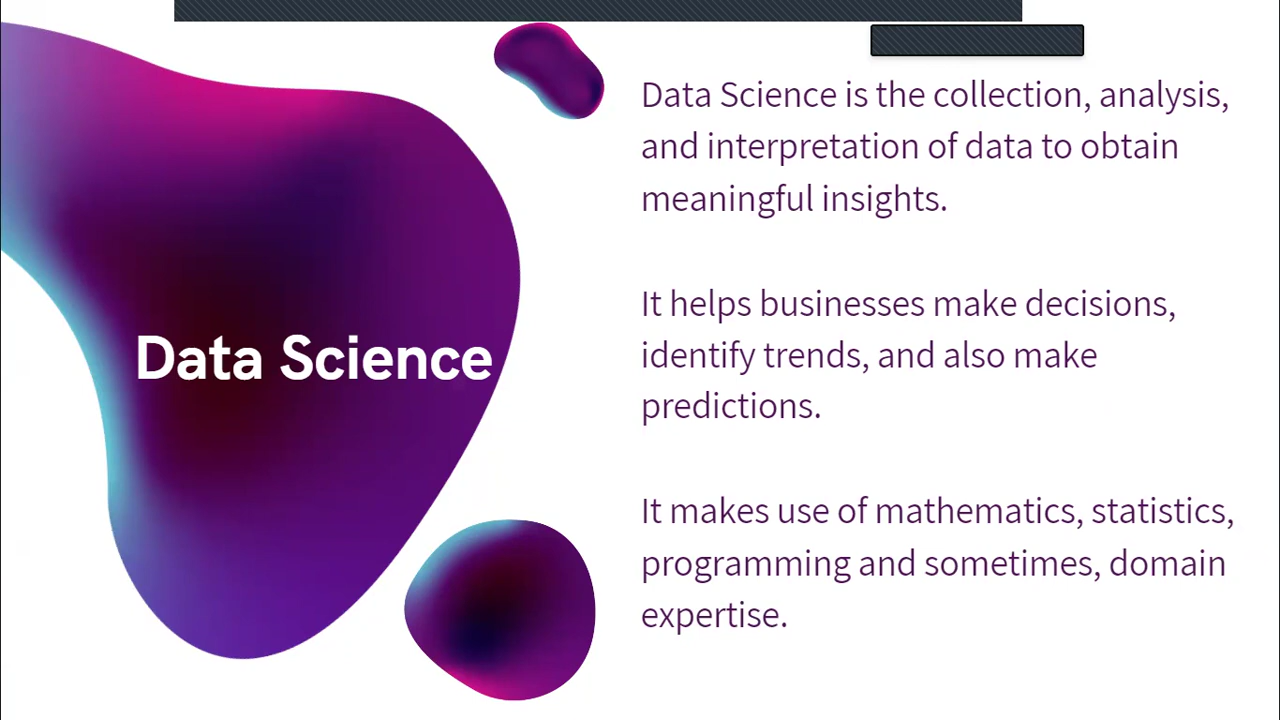 Data Science
Data Science is the collection, analysis,
and interpretation of data to obtain
meaningful insights.
It helps businesses make decisions,
identify trends, and also make
predictions.
It makes use of mathematics, statistics,
programming and sometimes, domain
expertise.